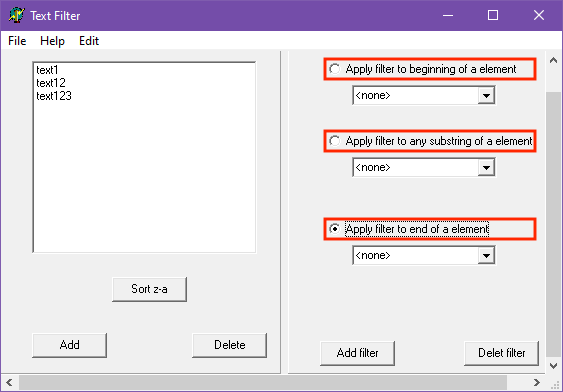 Text Filter
File Help Edit
text1
text12
text123
Sort z-a
Add
Delete
Apply filter to beginning of a element
<none>
Apply filter to any substring of a element
<none>
Apply filter to end of a element
<none>
Add filter
Delet filter